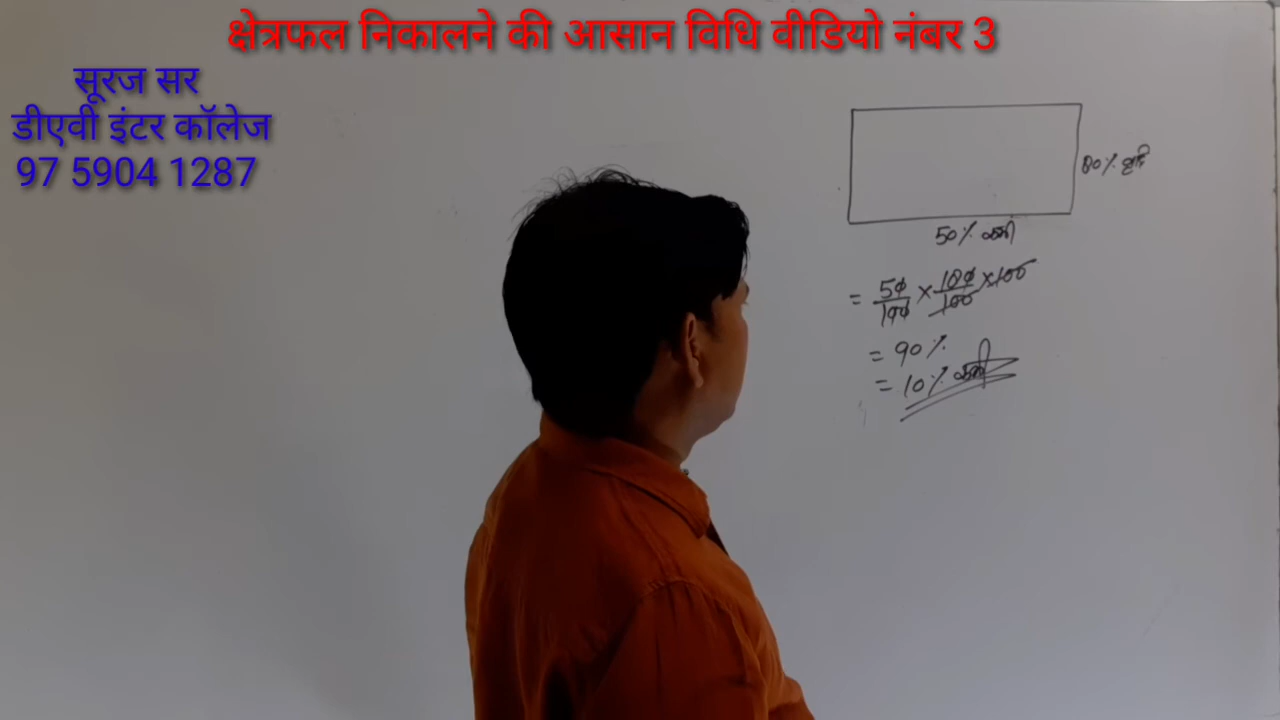 क्षेत्रफल निकालने की आसान विधि वीडियो नंबर 3
सूरज सर
डीएवी इंटर कॉलेज
97 5904 1287
80%
50% कमी
= 50/100 × 180/100 × 100
= 90%
= 10% कमी